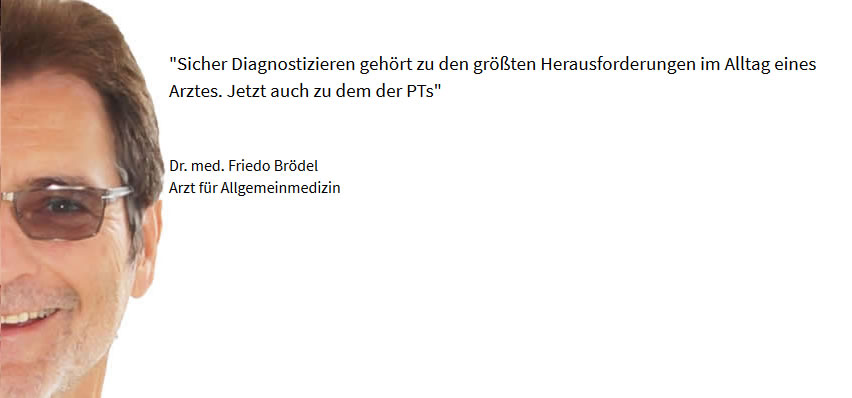 "Sicher Diagnostizieren gehört zu den größten Herausforderungen im Alltag eines
Arztes. Jetzt auch zu dem der PTs"
Dr. med. Friedo Brödel
Arzt für Allgemeinmedizin